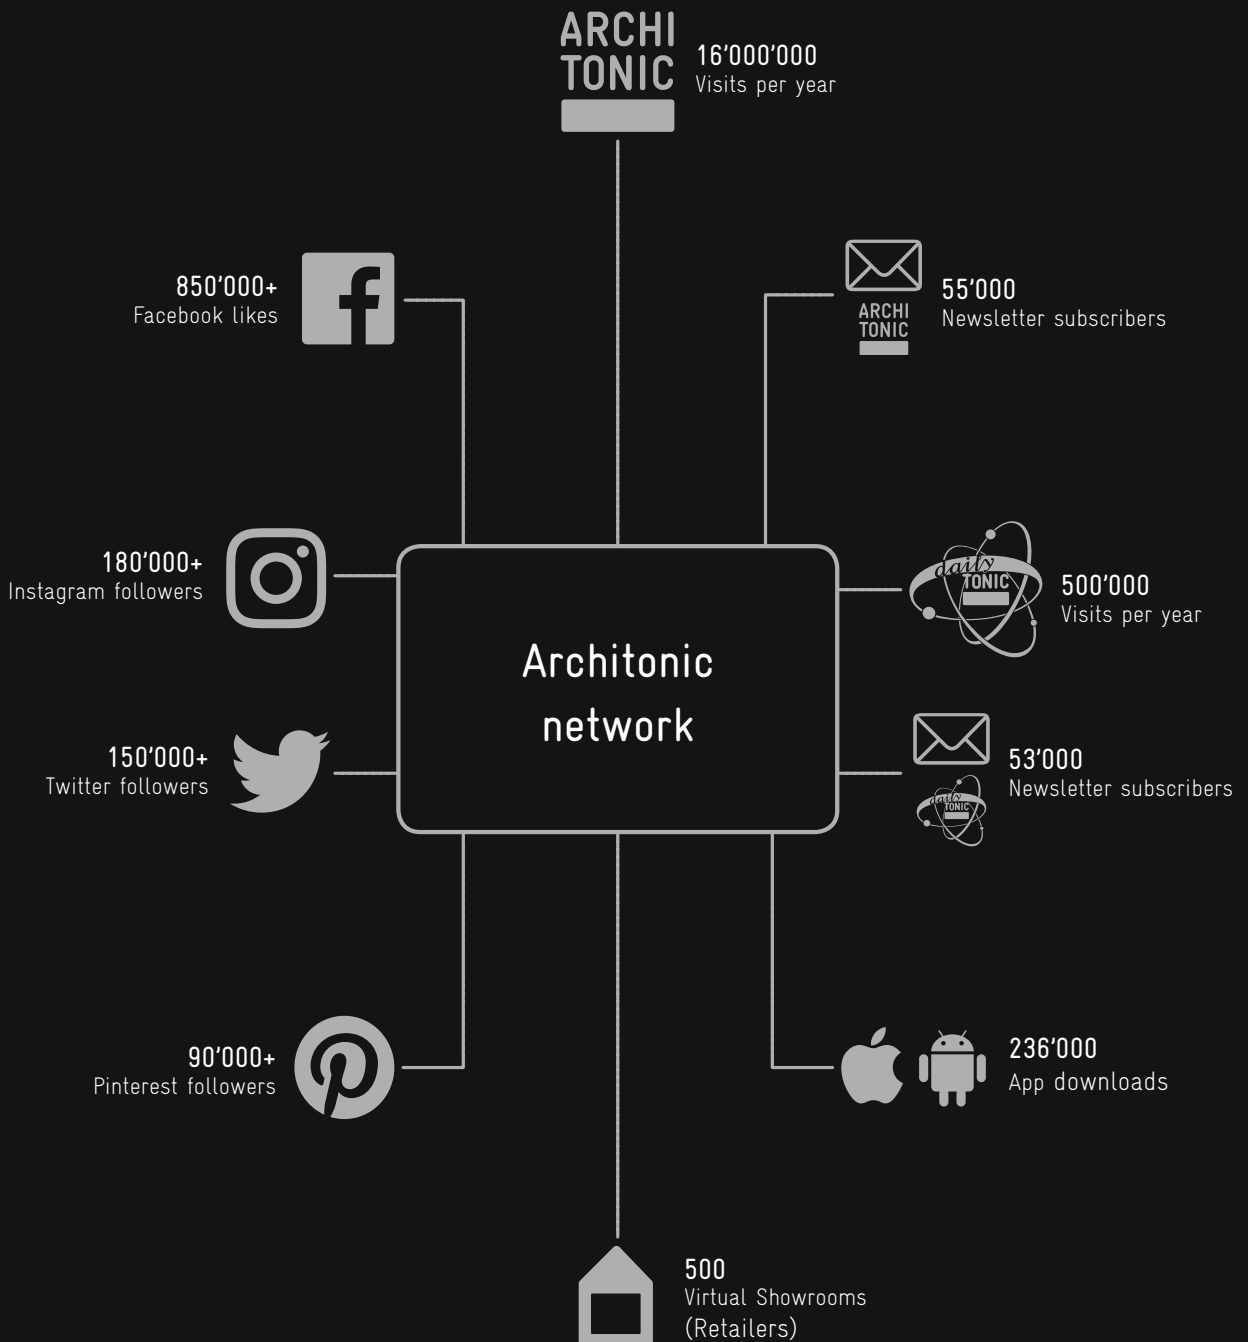 ARCHI
TONIC
16’000’000
Visits per year
850’000+
Facebook likes
55’000
Newsletter subscribers
ARCHI
TONIC
180’000+
Instagram followers
daily
TONIC
500’000
Visits per year
Architonic
network
150’000+
Twitter followers
53’000
Newsletter subscribers
daily
TONIC
90’000+
Pinterest followers
236’000
App downloads
500
Virtual Showrooms
(Retailers)